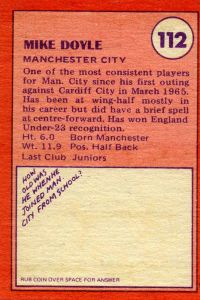 MIKE DOYLE
112
MANCHESTER CITY
One of the most consistent players
for Man. City since his first outing
against Cardiff City in March 1965.
Has been at wing-half mostly in
his career but did have a brief spell
at centre-forward. Has won England
Under-23 recognition.
Ht. 6.0 Born Manchester
Wt. 11.9 Pos. Half Back
Last Club Juniors
HOW
OLD WAS
HE WHEN HE
JOINED MAN.
CITY FROM SCHOOL?
RUB COIN OVER SPACE FOR ANSWER